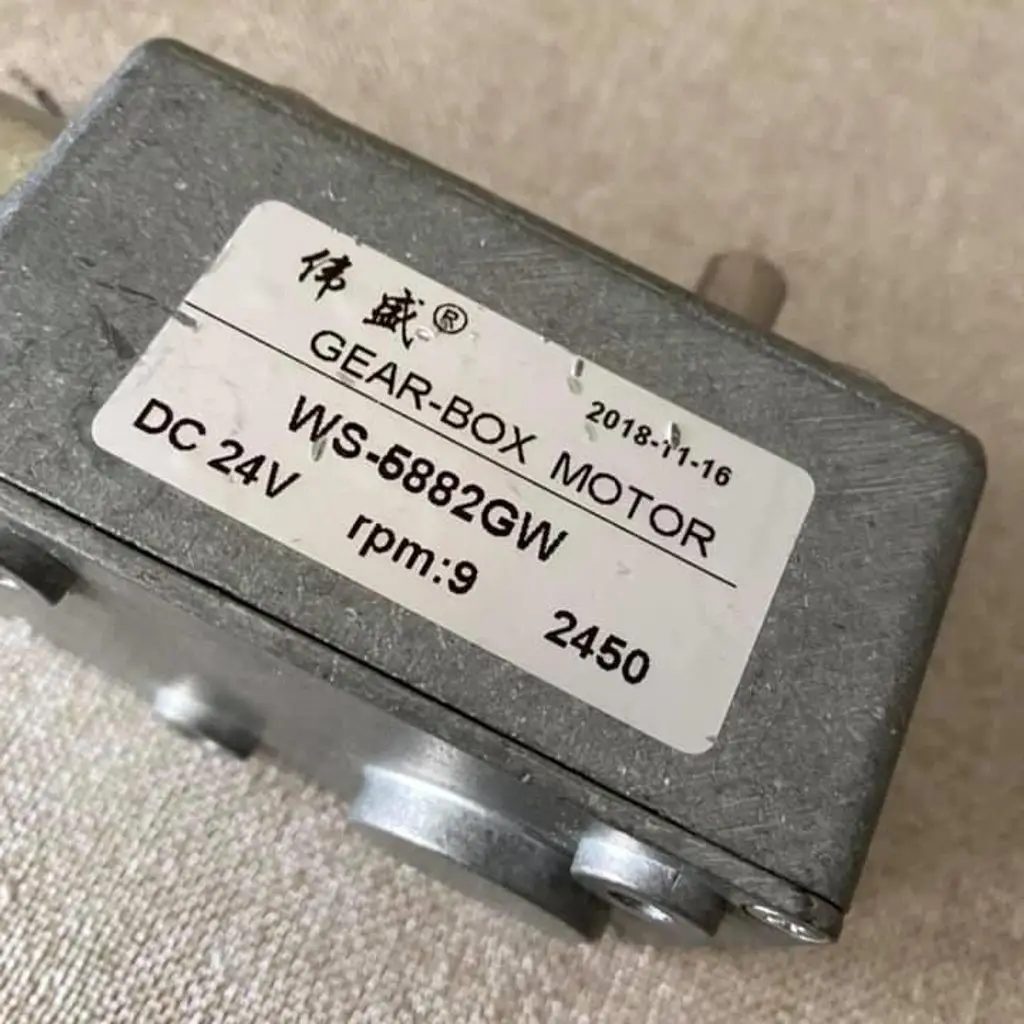 伟盛®
GEAR-BOX MOTOR
2018-11-16
WS-5882GW
DC 24V
rpm:9
2450